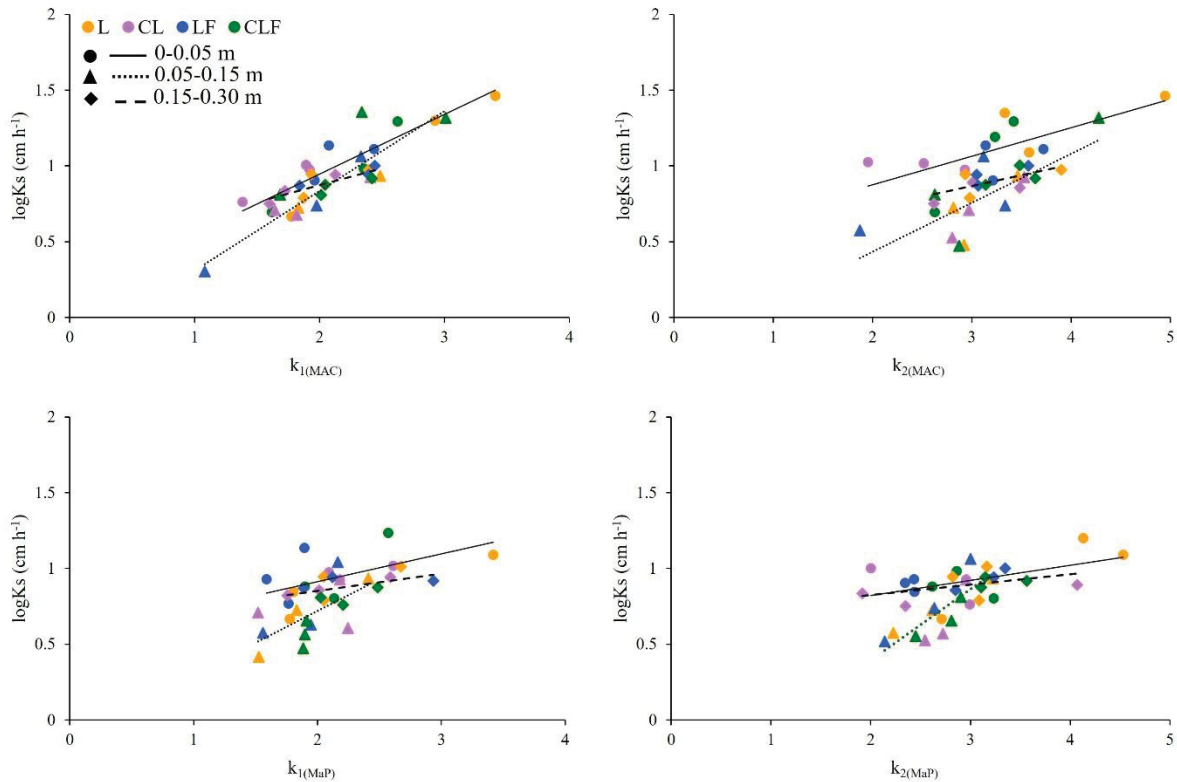 L CL LF CLF
0-0.05 m
0.05-0.15 m
0.15-0.30 m
logKs (cm h⁻¹)
2
1.5
1
0.5
0
0 1 2 3 4
k₁₍MAC₎
logKs (cm h⁻¹)
2
1.5
1
0.5
0
0 1 2 3 4 5
k₂₍MAC₎
logKs (cm h⁻¹)
2
1.5
1
0.5
0
0 1 2 3 4
k₁₍MaP₎
logKs (cm h⁻¹)
2
1.5
1
0.5
0
0 1 2 3 4 5
k₂₍MaP₎